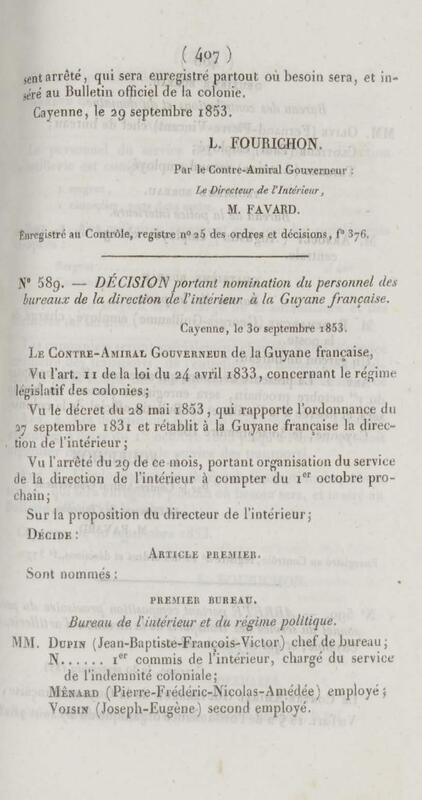 ( 407 )
sent arrêté, qui sera enregistré partout où besoin sera, et in-
séré au Bulletin officiel de la colonie.
Cayenne, le 29 septembre 1853.
L. FOURICHON.
Par le Contre-Amiral Gouverneur :
Le Directeur de l'Intérieur,
M. FAVARD.
Enregistré au Contrôle, registre n° 25 des ordres et décisions, f° 376.
N° 589. — DÉCISION portant nomination du personnel des
bureaux de la direction de l'intérieur à la Guyane française.
Cayenne, le 30 septembre 1853.
LE CONTRE-AMIRAL GOUVERNEUR de la Guyane française,
Vu l'art. 11 de la loi du 24 avril 1833, concernant le régime
législatif des colonies;
Vu le décret du 28 mai 1853, qui rapporte l'ordonnance du
27 septembre 1831 et rétablit à la Guyane française la direc-
tion de l'intérieur;
Vu l'arrêté du 29 de ce mois, portant organisation du service
de la direction de l'intérieur à compter du 1er octobre pro-
chain;
Sur la proposition du directeur de l'intérieur;
DÉCIDE :
ARTICLE PREMIER.
Sont nommés :
PREMIER BUREAU.
Bureau de l'intérieur et du régime politique.
MM. DUPIN (Jean-Baptiste-François-Victor) chef de bureau;
N...... 1er commis de l'intérieur, chargé du service
de l'indemnité coloniale;
MÉNARD (Pierre-Frédéric-Nicolas-Amédée) employé;
VOISIN (Joseph-Eugène) second employé.